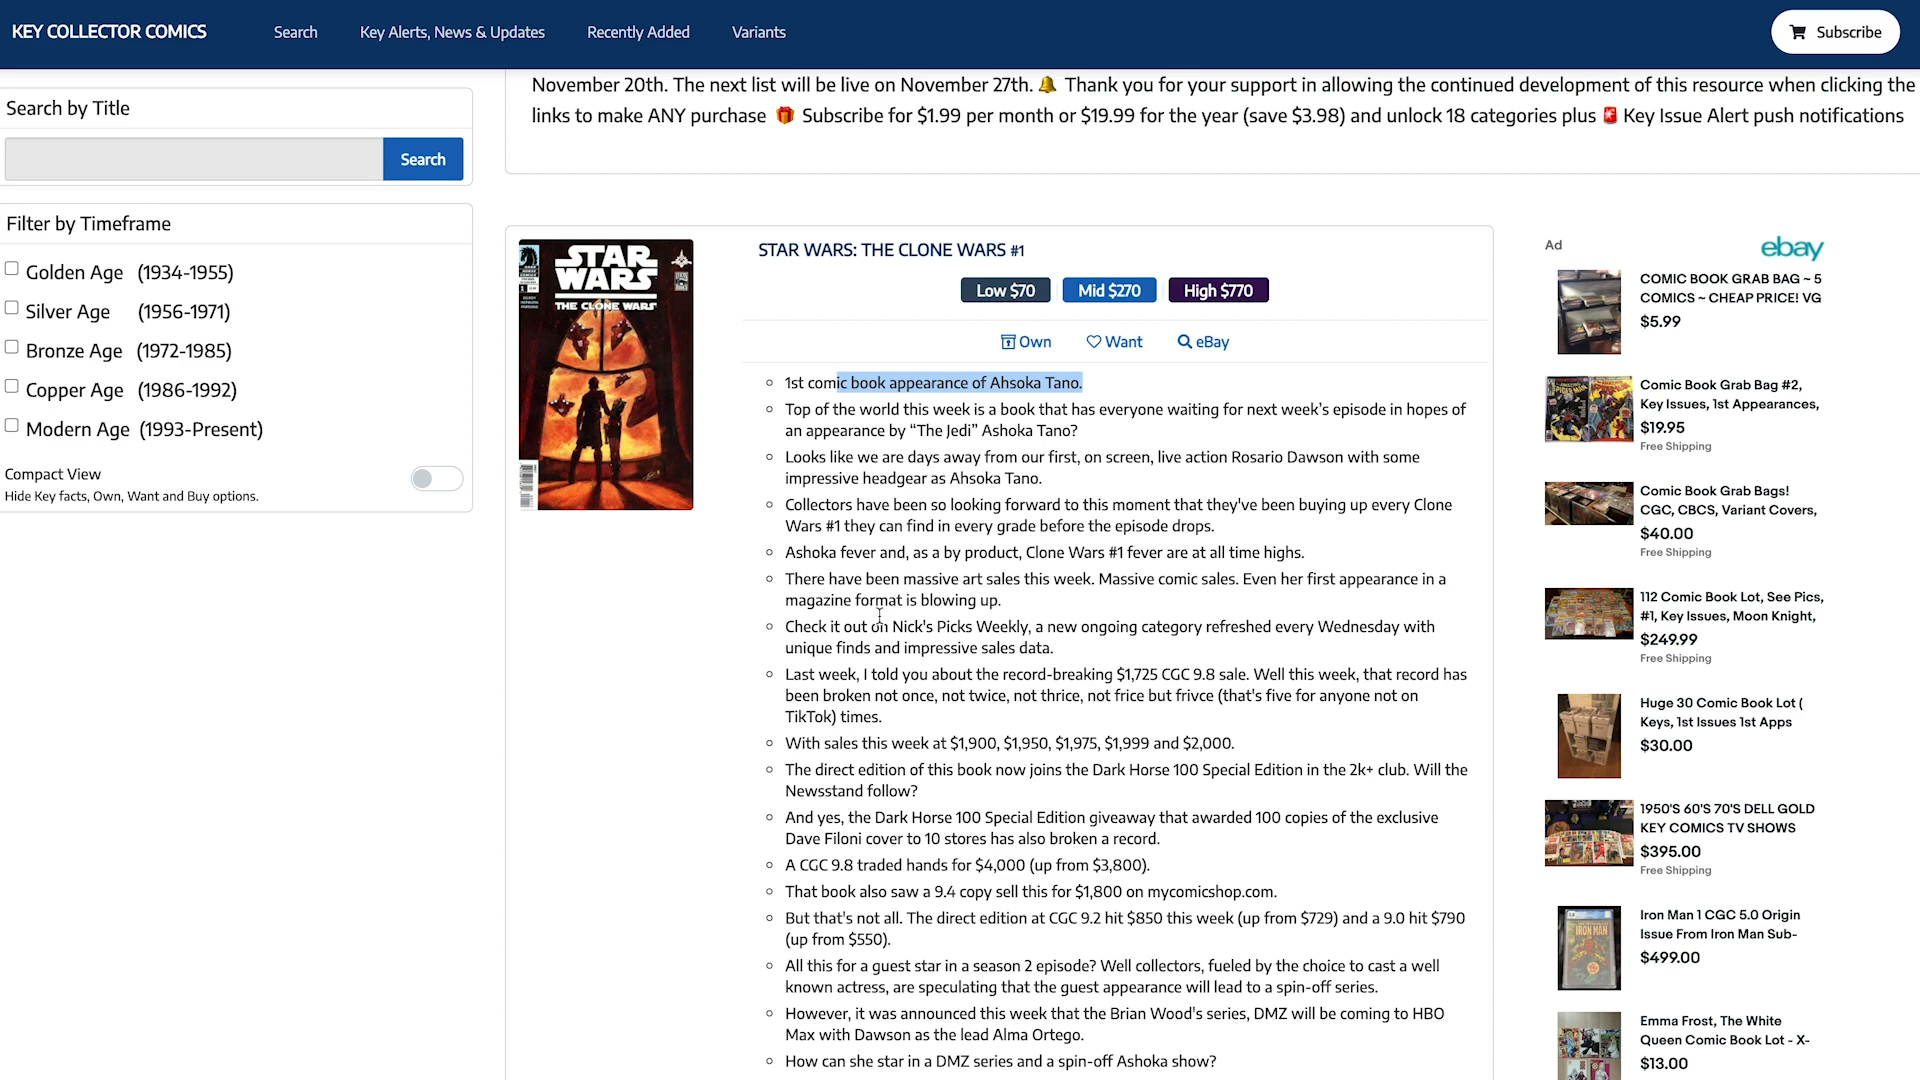 KEY COLLECTOR COMICS
Search
Key Alerts, News & Updates
Recently Added
Variants
Subscribe
Search by Title
Search
Filter by Timeframe
Golden Age (1934-1955)
Silver Age (1956-1971)
Bronze Age (1972-1985)
Copper Age (1986-1992)
Modern Age (1993-Present)
Compact View
Hide Key facts, Own, Want and Buy options.
November 20th. The next list will be live on November 27th. 🔔 Thank you for your support in allowing the continued development of this resource when clicking the
links to make ANY purchase 🎁 Subscribe for $1.99 per month or $19.99 for the year (save $3.98) and unlock 18 categories plus 🚨 Key Issue Alert push notifications
STAR
WARS
THE CLONE WARS
STAR WARS: THE CLONE WARS #1
Low $70
Mid $270
High $770
Own
Want
eBay
1st comic book appearance of Ahsoka Tano.
Top of the world this week is a book that has everyone waiting for next week's episode in hopes of
an appearance by “The Jedi” Ashoka Tano?
Looks like we are days away from our first, on screen, live action Rosario Dawson with some
impressive headgear as Ahsoka Tano.
Collectors have been so looking forward to this moment that they've been buying up every Clone
Wars #1 they can find in every grade before the episode drops.
Ashoka fever and, as a by product, Clone Wars #1 fever are at all time highs.
There have been massive art sales this week. Massive comic sales. Even her first appearance in a
magazine format is blowing up.
Check it out on Nick's Picks Weekly, a new ongoing category refreshed every Wednesday with
unique finds and impressive sales data.
Last week, I told you about the record-breaking $1,725 CGC 9.8 sale. Well this week, that record has
been broken not once, not twice, not thrice, not frice but frivce (that's five for anyone not on
TikTok) times.
With sales this week at $1,900, $1,950, $1,975, $1,999 and $2,000.
The direct edition of this book now joins the Dark Horse 100 Special Edition in the 2k+ club. Will the
Newsstand follow?
And yes, the Dark Horse 100 Special Edition giveaway that awarded 100 copies of the exclusive
Dave Filoni cover to 10 stores has also broken a record.
A CGC 9.8 traded hands for $4,000 (up from $3,800).
That book also saw a 9.4 copy sell this for $1,800 on mycomicshop.com.
But that's not all. The direct edition at CGC 9.2 hit $850 this week (up from $729) and a 9.0 hit $790
(up from $550).
All this for a guest star in a season 2 episode? Well collectors, fueled by the choice to cast a well
known actress, are speculating that the guest appearance will lead to a spin-off series.
However, it was announced this week that the Brian Wood's series, DMZ will be coming to HBO
Max with Dawson as the lead Alma Ortego.
How can she star in a DMZ series and a spin-off Ashoka show?
Ad
ebay
COMIC BOOK GRAB BAG ~ 5
COMICS ~ CHEAP PRICE! VG
$5.99
Comic Book Grab Bag #2,
Key Issues, 1st Appearances,
$19.95
Free Shipping
Comic Book Grab Bags!
CGC, CBCS, Variant Covers,
$40.00
Free Shipping
112 Comic Book Lot, See Pics,
#1, Key Issues, Moon Knight,
$249.99
Free Shipping
Huge 30 Comic Book Lot (
Keys, 1st Issues 1st Apps
$30.00
1950'S 60'S 70'S DELL GOLD
KEY COMICS TV SHOWS
$395.00
Free Shipping
Iron Man 1 CGC 5.0 Origin
Issue From Iron Man Sub-
$499.00
Emma Frost, The White
Queen Comic Book Lot - X-
$13.00